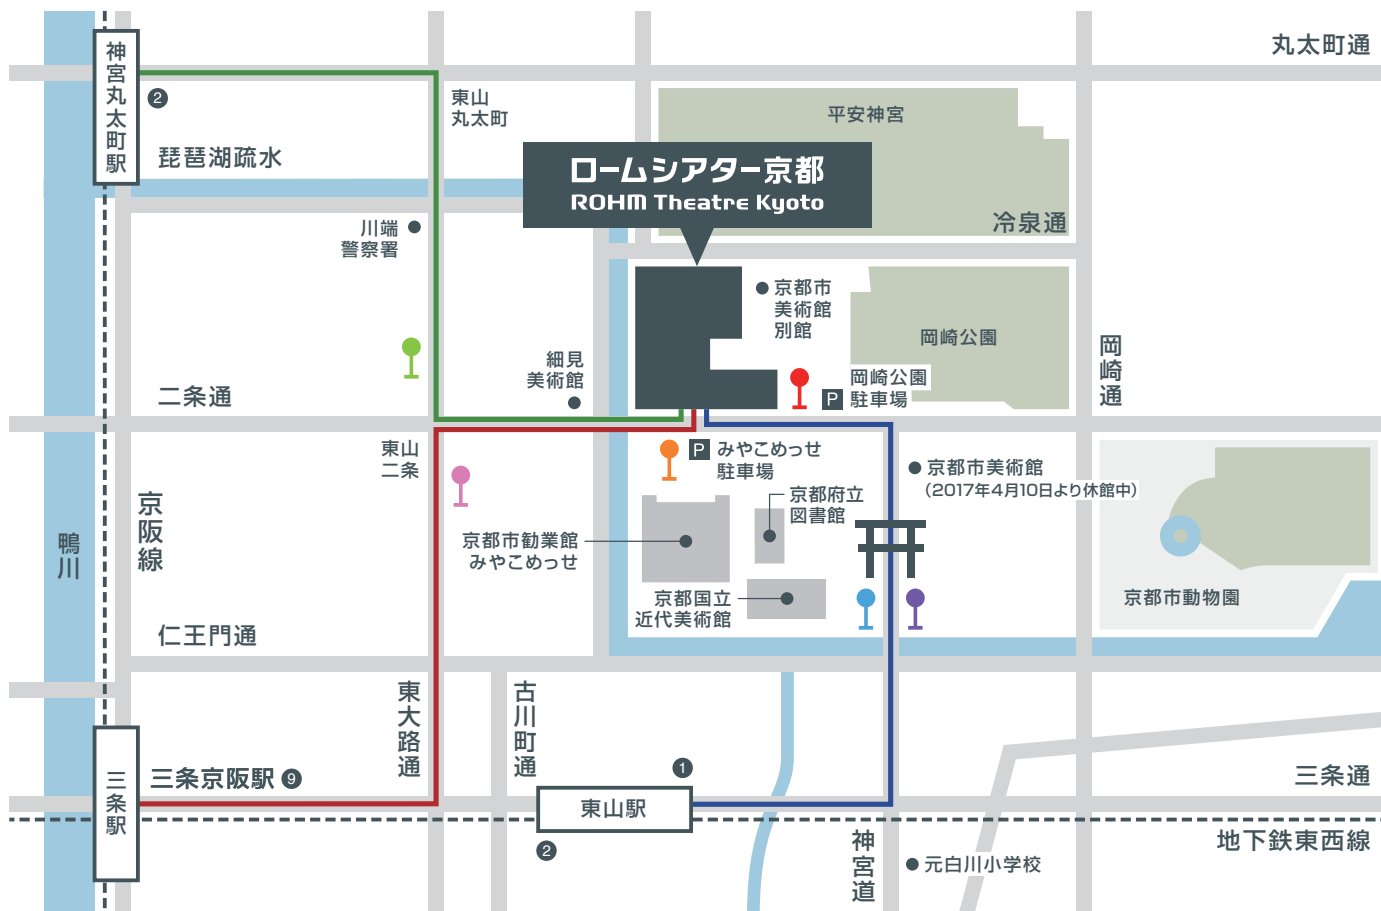 丸太町通
神宮丸太町駅
2
東山
丸太町
平安神宮
琵琶湖疏水
ロームシアター京都
ROHM Theatre Kyoto
冷泉通
川端
警察署
京都市
美術館
別館
岡崎公園
岡崎通
細見
美術館
二条通
P
岡崎公園
駐車場
東山
二条
P
みやこめっせ
駐車場
京都市美術館
(2017年4月10日より休館中)
京阪線
鴨川
京都府立
図書館
京都市勧業館
みやこめっせ
京都国立
近代美術館
京都市動物園
仁王門通
東大路通
古川町通
三条京阪駅
9
三条駅
1
東山駅
2
三条通
地下鉄東西線
神宮道
元白川小学校